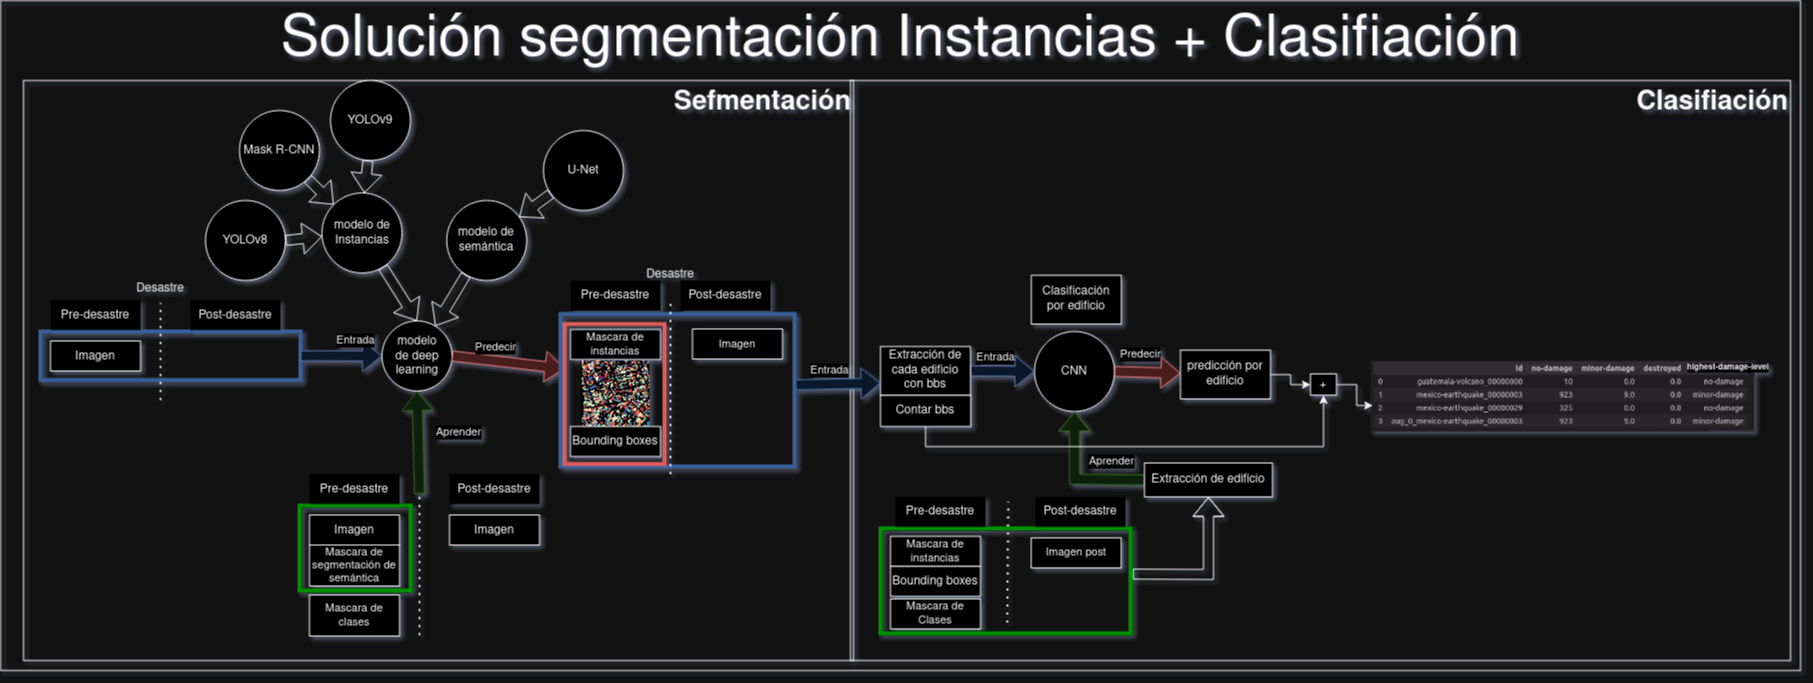 Solución segmentación Instancias + Clasifiación
Sefmentación
YOLOv9
Mask R-CNN
U-Net
YOLOv8
modelo de
Instancias
modelo de
semántica
Desastre
Pre-desastre
Post-desastre
Imagen
Entrada
modelo
de deep
learning
Predecir
Desastre
Pre-desastre
Post-desastre
Mascara de
instancias
Bounding boxes
Imagen
Entrada
Aprender
Pre-desastre
Post-desastre
Imagen
Mascara de
segmentación de
semántica
Mascara de
clases
Imagen
Clasifiación
Clasificación
por edificio
Extracción de
cada edificio
con bbs
Contar bbs
Entrada
CNN
Predecir
predicción por
edificio
+
id no-damage minor-damage destroyed highest-damage-level
0 guatemala-volcano_00000000 10 0.0 0.0 no-damage
1 mexico-earthquake_00000003 923 9.0 0.0 minor-damage
2 mexico-earthquake_00000029 325 0.0 0.0 no-damage
3 aug_0_mexico-earthquake_00000003 923 9.0 0.0 minor-damage
Aprender
Extracción de edificio
Pre-desastre
Post-desastre
Mascara de
instancias
Bounding boxes
Mascara de
Clases
Imagen post